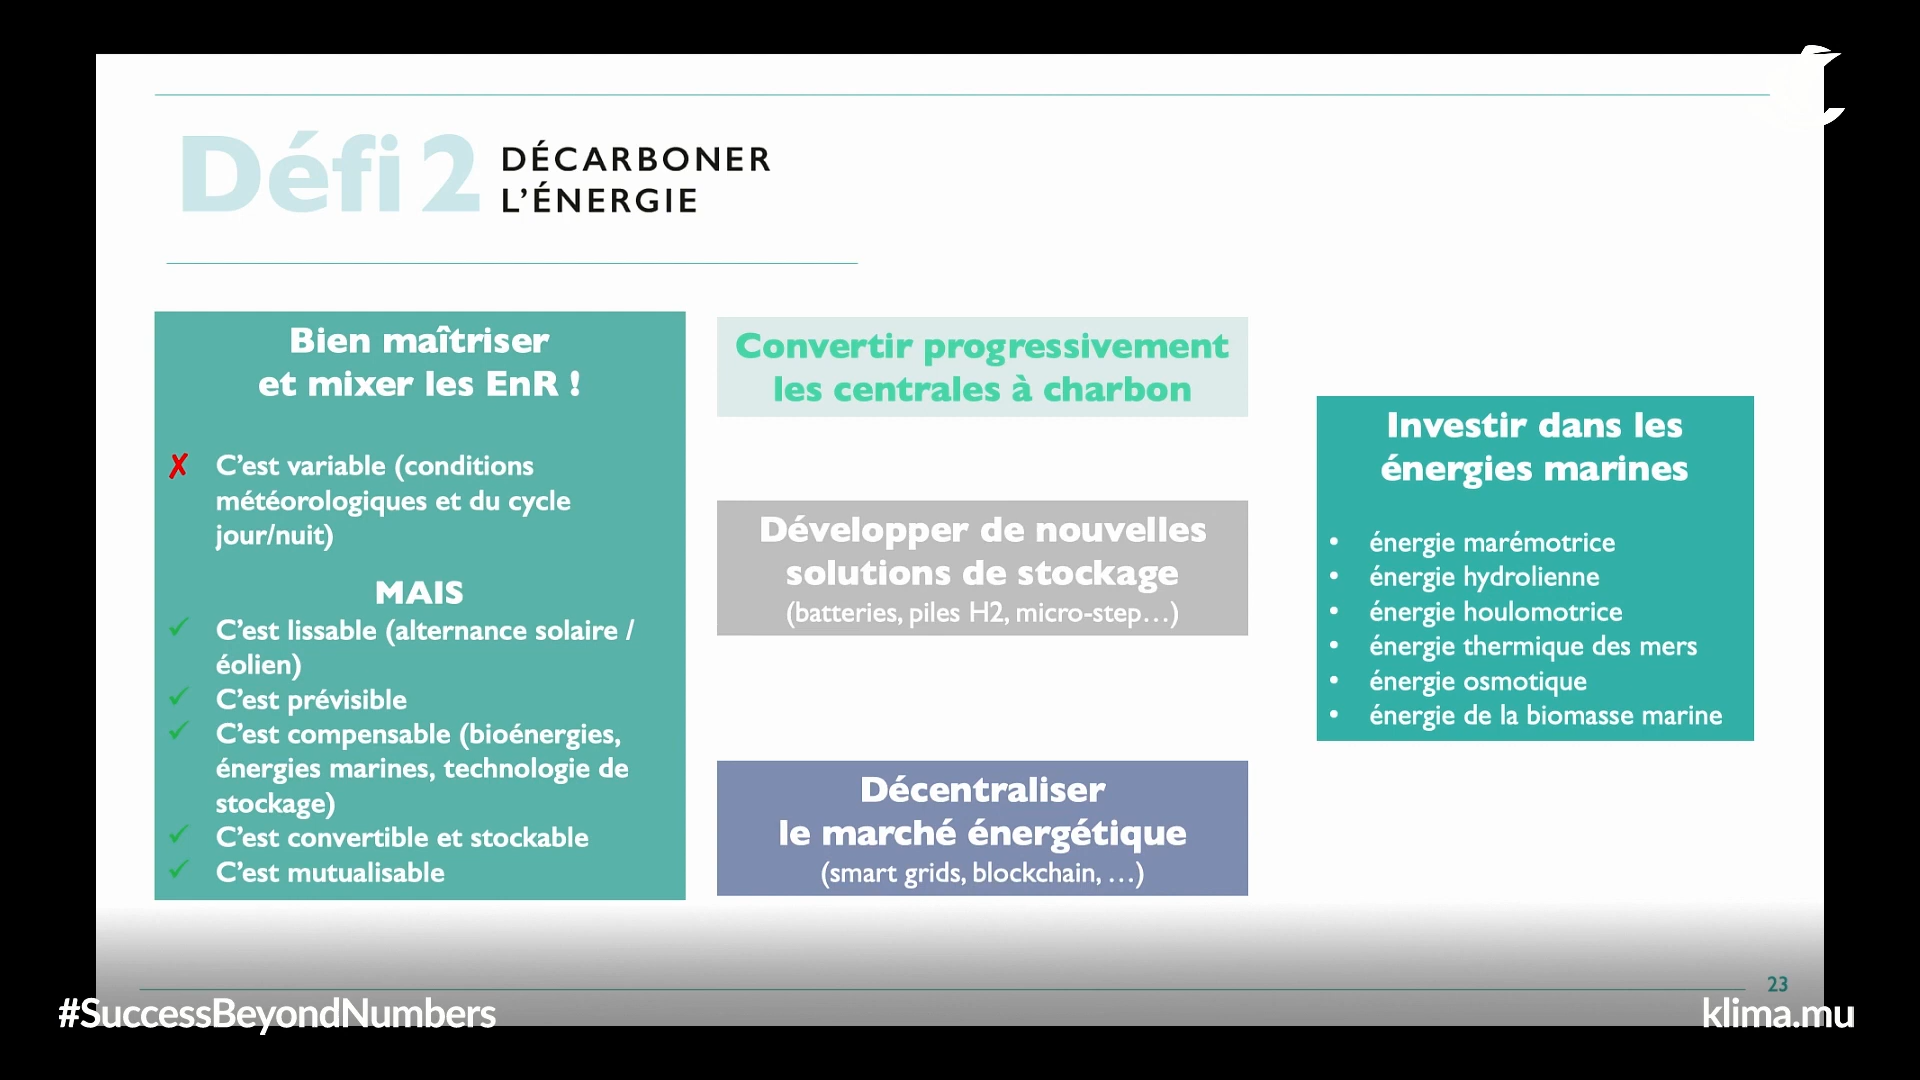 Défi 2
DÉCARBONER
L’ÉNERGIE
Bien maîtriser
et mixer les EnR !
✗ C’est variable (conditions
météorologiques et du cycle
jour/nuit)
MAIS
✓ C’est lissable (alternance solaire /
éolien)
✓ C’est prévisible
✓ C’est compensable (bioénergies,
énergies marines, technologie de
stockage)
✓ C’est convertible et stockable
✓ C’est mutualisable
Convertir progressivement
les centrales à charbon
Développer de nouvelles
solutions de stockage
(batteries, piles H2, micro-step…)
Décentraliser
le marché énergétique
(smart grids, blockchain, …)
Investir dans les
énergies marines
• énergie marémotrice
• énergie hydrolienne
• énergie houlomotrice
• énergie thermique des mers
• énergie osmotique
• énergie de la biomasse marine
23
#SuccessBeyondNumbers
klima.mu